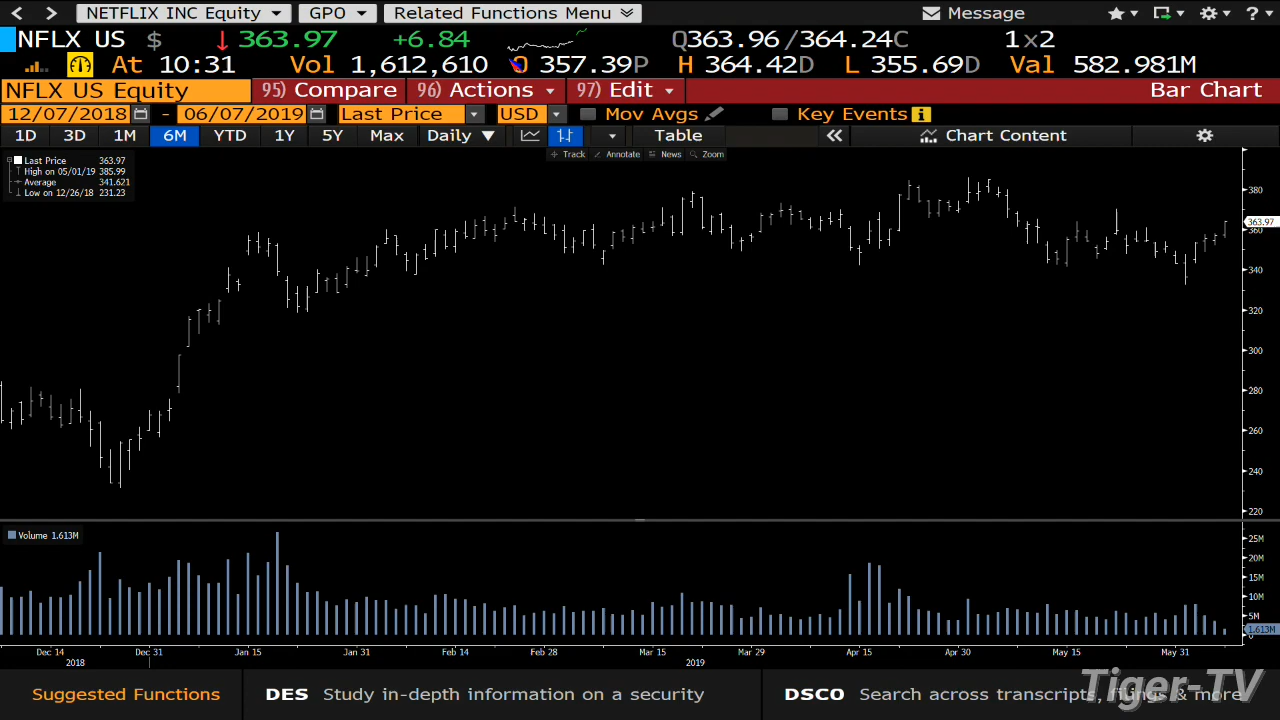 NETFLIX INC Equity GPO Related Functions Menu Message
NFLX US $ ↓ 363.97 +6.84 Q363.96 /364.24C 1x2
At 10:31 Vol 1,612,610 O 357.39P H 364.42D L 355.69D Val 582.981M
NFLX US Equity 95) Compare 96) Actions 97) Edit Bar Chart
12/07/2018 - 06/07/2019 Last Price USD Mov Avgs Key Events i
1D 3D 1M 6M YTD 1Y 5Y Max Daily ▼ Table « Chart Content
Track Annotate News Zoom
Last Price 363.97
High on 05/01/19 385.99
Average 341.621
Low on 12/26/18 231.23
380
363.97
360
340
320
300
280
260
240
220
Volume 1.613M
25M
20M
15M
10M
5M
1.613M
0
Dec 14 Dec 31 Jan 15 Jan 31 Feb 14 Feb 28 Mar 15 Mar 29 Apr 15 Apr 30 May 15 May 31
2018 2019
Suggested Functions DES Study in-depth information on a security DSCO Search across transcripts, filings & more
Tiger-TV